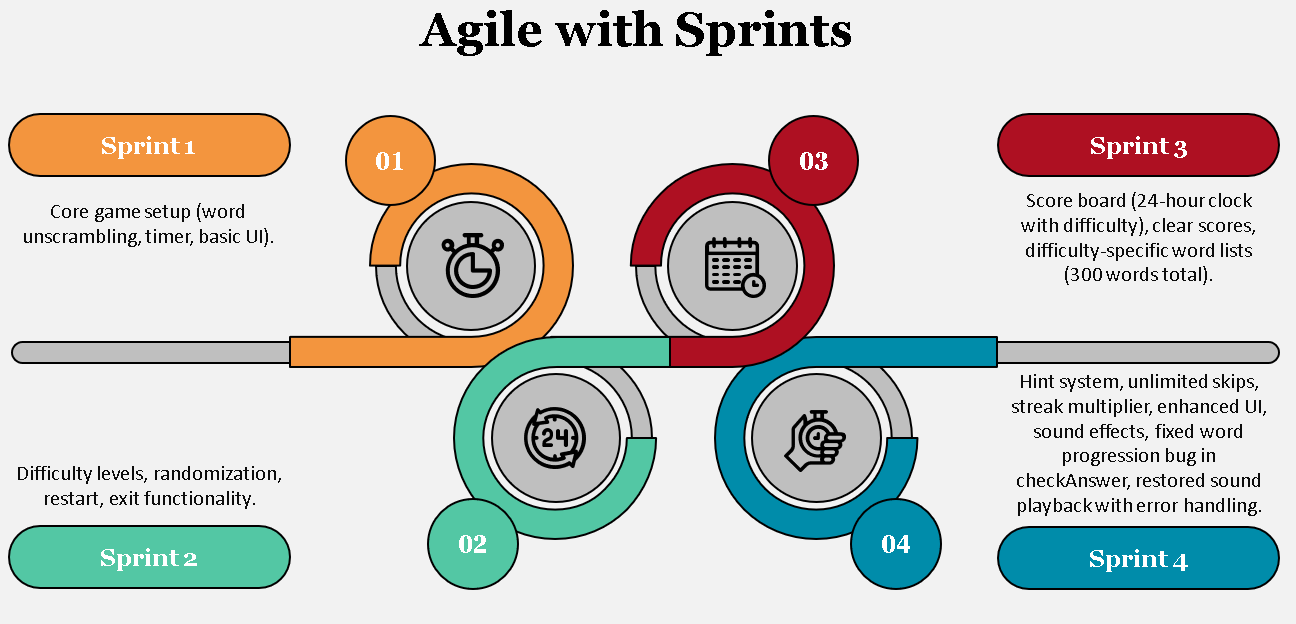 Agile with Sprints
Sprint 1
01
Core game setup (word
unscrambling, timer, basic UI).
03
Sprint 3
Score board (24-hour clock
with difficulty), clear scores,
difficulty-specific word lists
(300 words total).
Difficulty levels, randomization,
restart, exit functionality.
Sprint 2
24
02
04
Hint system, unlimited skips,
streak multiplier, enhanced UI,
sound effects, fixed word
progression bug in
checkAnswer, restored sound
playback with error handling.
Sprint 4